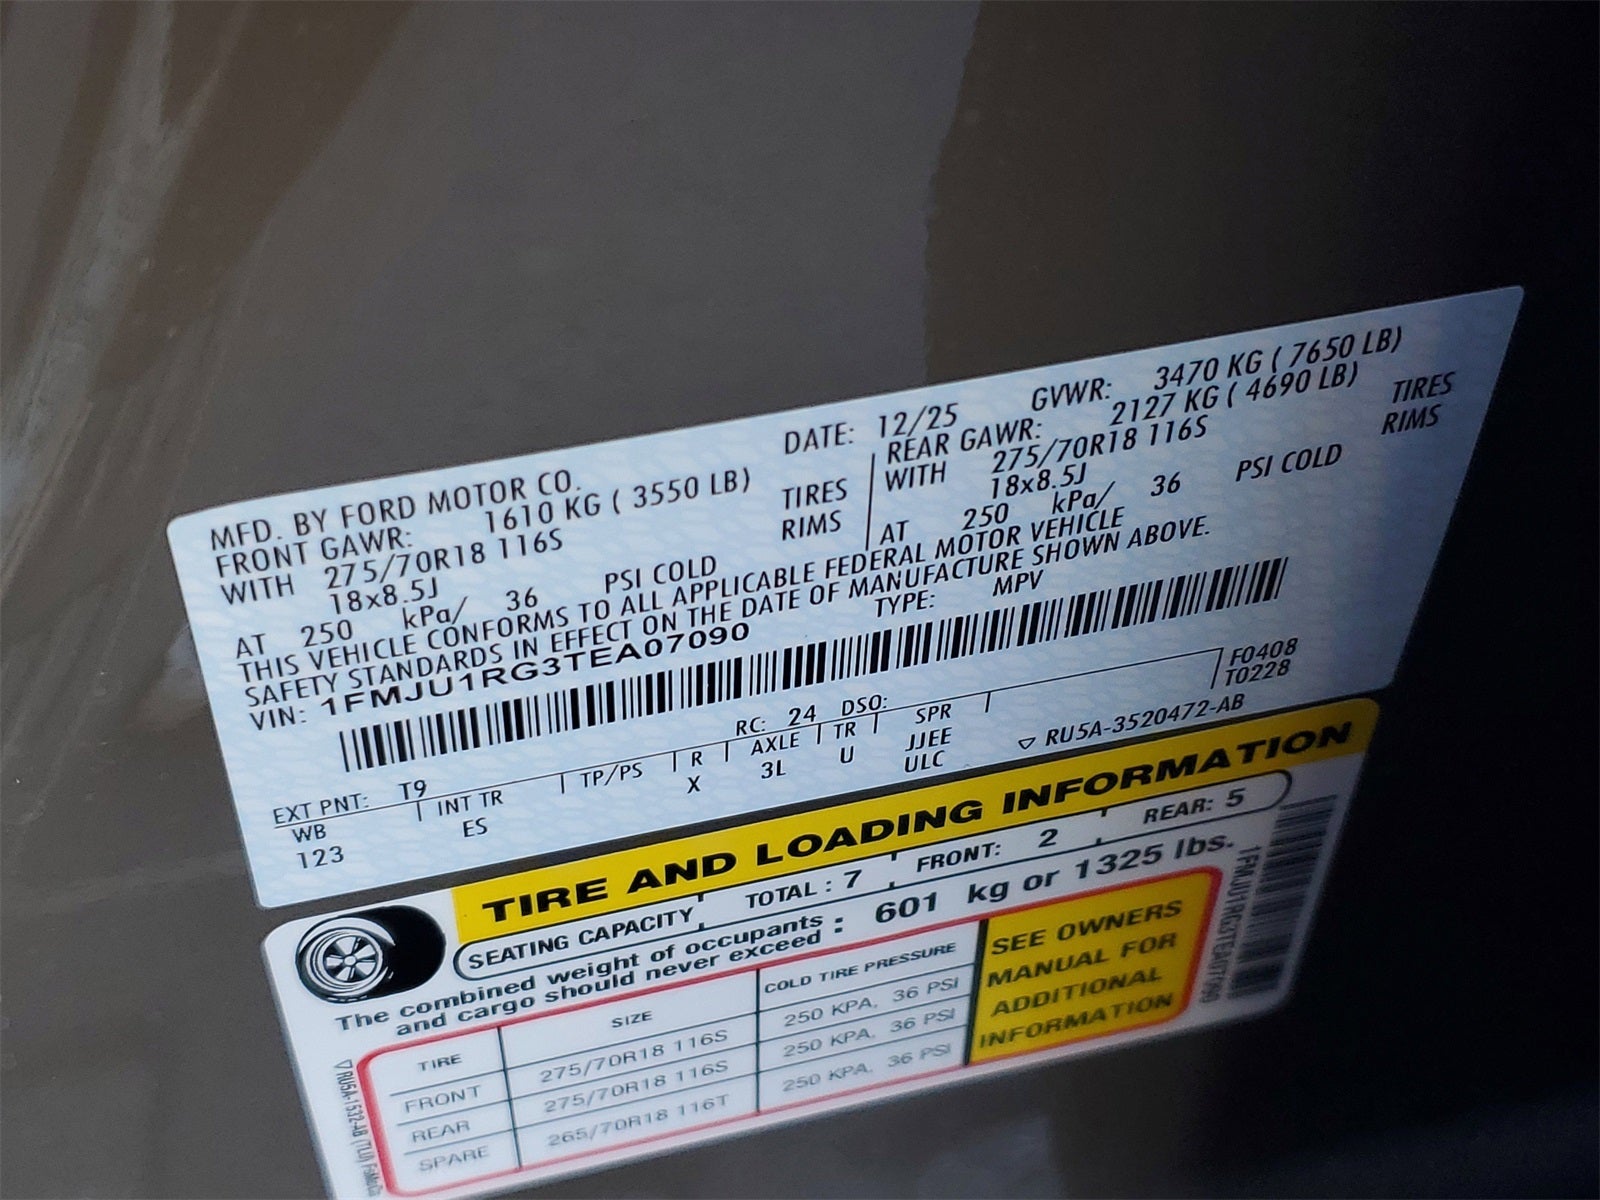 MFD. BY FORD MOTOR CO.
DATE: 12/25 GVWR: 3470 KG ( 7650 LB)
FRONT GAWR: 1610 KG ( 3550 LB)
WITH 275/70R18 116S TIRES
18x8.5J RIMS
AT 250 kPa/ 36 PSI COLD
REAR GAWR: 2127 KG ( 4690 LB)
WITH 275/70R18 116S TIRES
18x8.5J RIMS
AT 250 kPa/ 36 PSI COLD
THIS VEHICLE CONFORMS TO ALL APPLICABLE FEDERAL MOTOR VEHICLE
SAFETY STANDARDS IN EFFECT ON THE DATE OF MANUFACTURE SHOWN ABOVE.
VIN: 1FMJU1RG3TEA07090 TYPE: MPV
F0408
T0228
EXT PNT: T9 RC: 24 DSO:
WB INT TR TP/PS R AXLE TR SPR
123 ES X 3L U JJEE
ULC
▽ RU5A-3520472-AB
TIRE AND LOADING INFORMATION
SEATING CAPACITY TOTAL : 7 FRONT: 2 REAR: 5
The combined weight of occupants
and cargo should never exceed : 601 kg or 1325 lbs.
TIRE SIZE COLD TIRE PRESSURE
FRONT 275/70R18 116S 250 KPA, 36 PSI
REAR 275/70R18 116S 250 KPA, 36 PSI
SPARE 265/70R18 116T 250 KPA, 36 PSI
SEE OWNERS
MANUAL FOR
ADDITIONAL
INFORMATION
1FMJU1RG3TEA07090
▽RU5A-1532-AB (TLU) FoMoCo